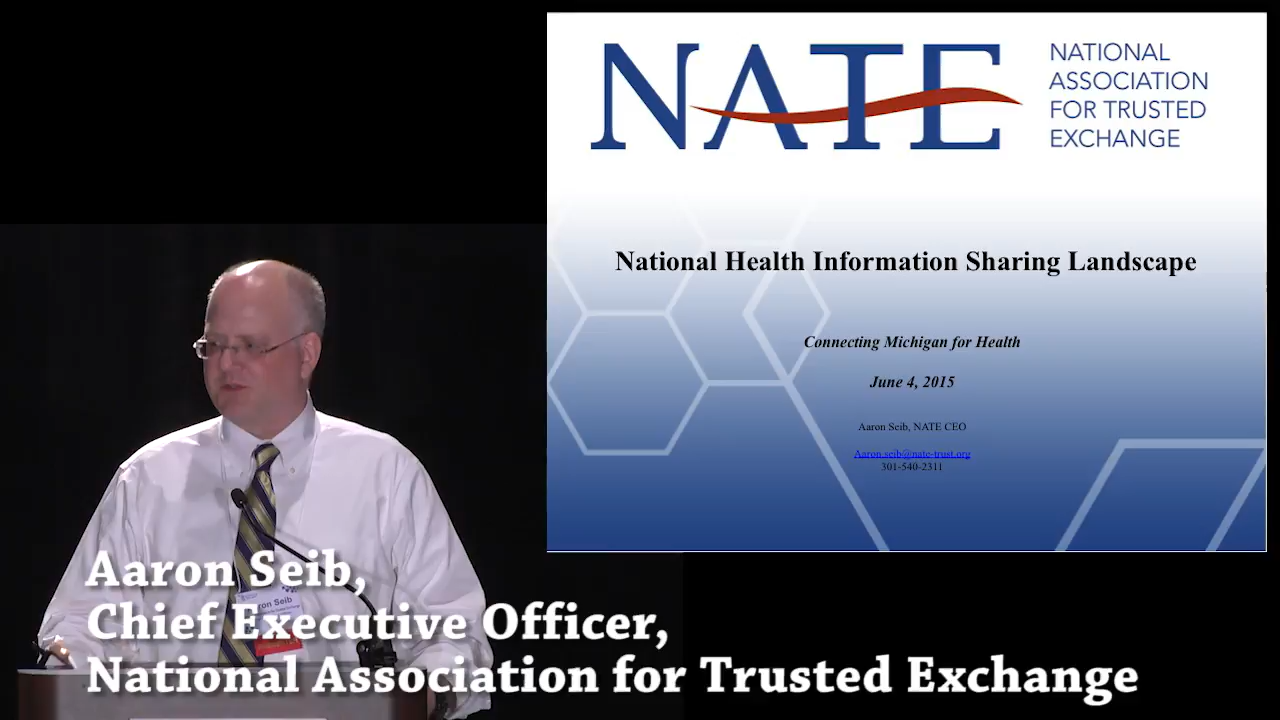 NATE
NATIONAL
ASSOCIATION
FOR TRUSTED
EXCHANGE
National Health Information Sharing Landscape
Connecting Michigan for Health
June 4, 2015
Aaron Seib, NATE CEO
Aaron.seib@nate-trust.org
301-540-2311
ron Seib
Aaron Seib,
Chief Executive Officer,
National Association for Trusted Exchange